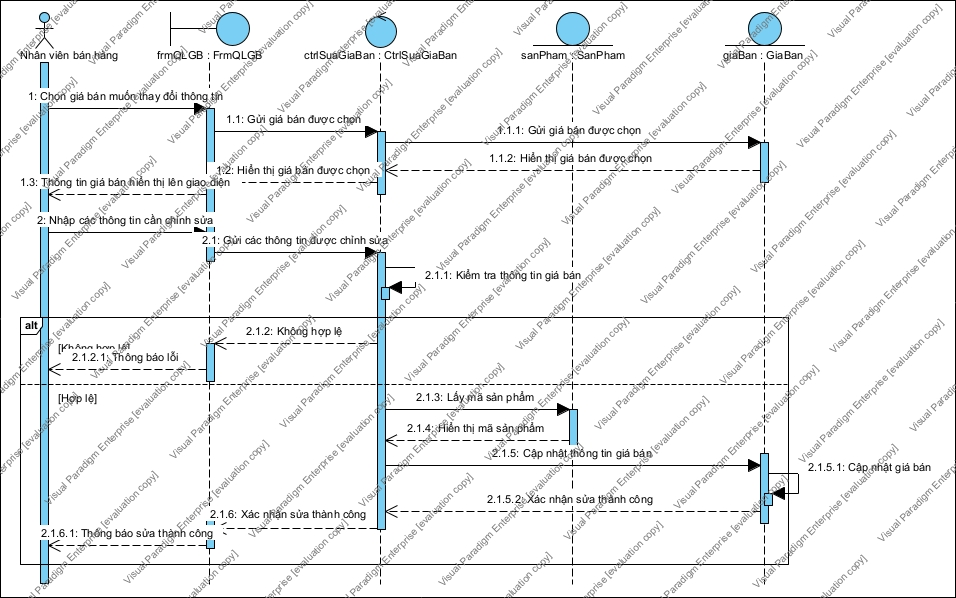 Nhân viên bán hàng
frmQLGB : FrmQLGB
ctrlSuaGiaBan : CtrlSuaGiaBan
sanPham : SanPham
giaBan : GiaBan
1: Chọn giá bán muốn thay đổi thông tin
1.1: Gửi giá bán được chọn
1.1.1: Gửi giá bán được chọn
1.1.2: Hiển thị giá bán được chọn
1.2: Hiển thị giá bán được chọn
1.3: Thông tin giá bán hiển thị lên giao diện
2: Nhập các thông tin cần chỉnh sửa
2.1: Gửi các thông tin được chỉnh sửa
2.1.1: Kiểm tra thông tin giá bán
alt
2.1.2: Không hợp lệ
[Không hợp lệ]
2.1.2.1: Thông báo lỗi
[Hợp lệ]
2.1.3: Lấy mã sản phẩm
2.1.4: Hiển thị mã sản phẩm
2.1.5: Cập nhật thông tin giá bán
2.1.5.1: Cập nhật giá bán
2.1.5.2: Xác nhận sửa thành công
2.1.6: Xác nhận sửa thành công
2.1.6.1: Thông báo sửa thành công
Visual Paradigm Enterprise [evaluation copy]